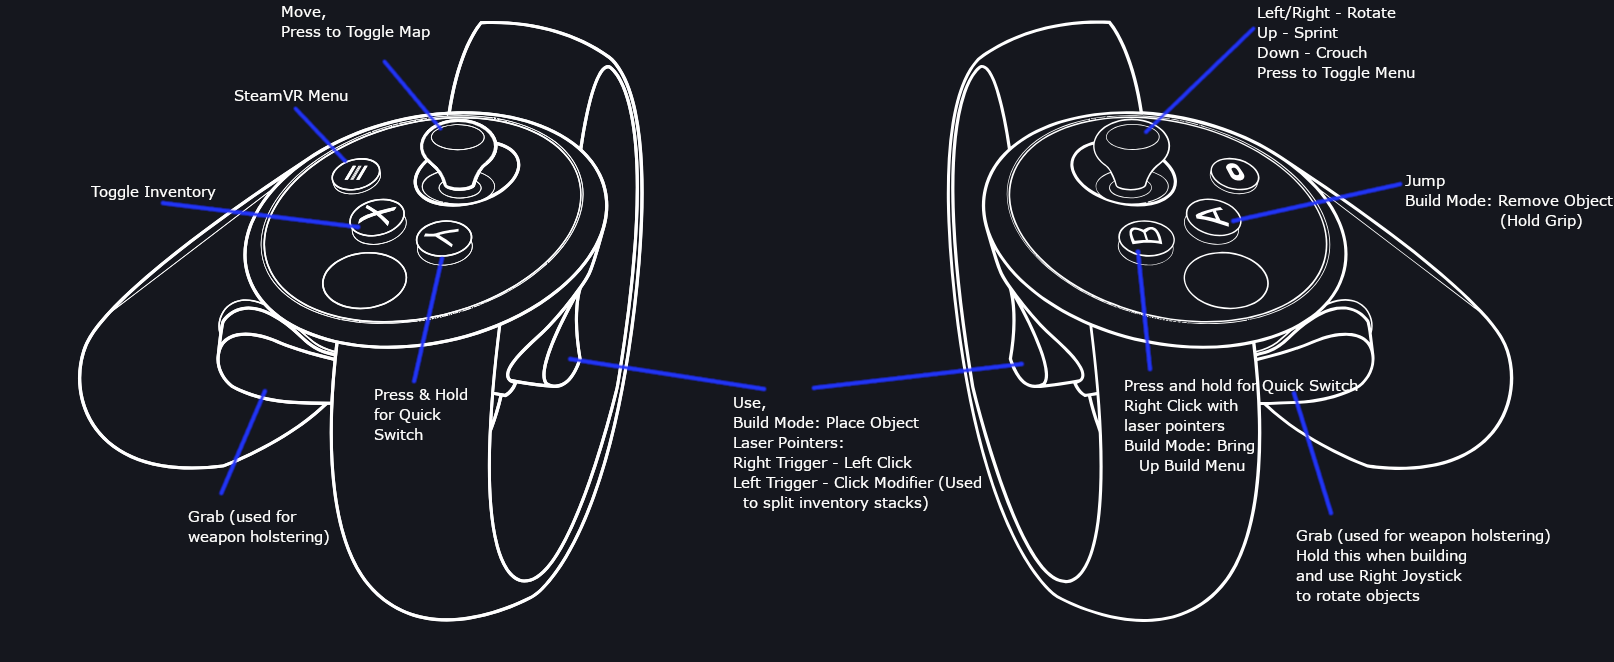 Move,
Press to Toggle Map
SteamVR Menu
Toggle Inventory
X
Y
Press & Hold
for Quick
Switch
Grab (used for
weapon holstering)
Use,
Build Mode: Place Object
Laser Pointers:
Right Trigger - Left Click
Left Trigger - Click Modifier (Used
to split inventory stacks)
Left/Right - Rotate
Up - Sprint
Down - Crouch
Press to Toggle Menu
Jump
Build Mode: Remove Object
(Hold Grip)
A
B
Press and hold for Quick Switch
Right Click with
laser pointers
Build Mode: Bring
Up Build Menu
Grab (used for weapon holstering)
Hold this when building
and use Right Joystick
to rotate objects